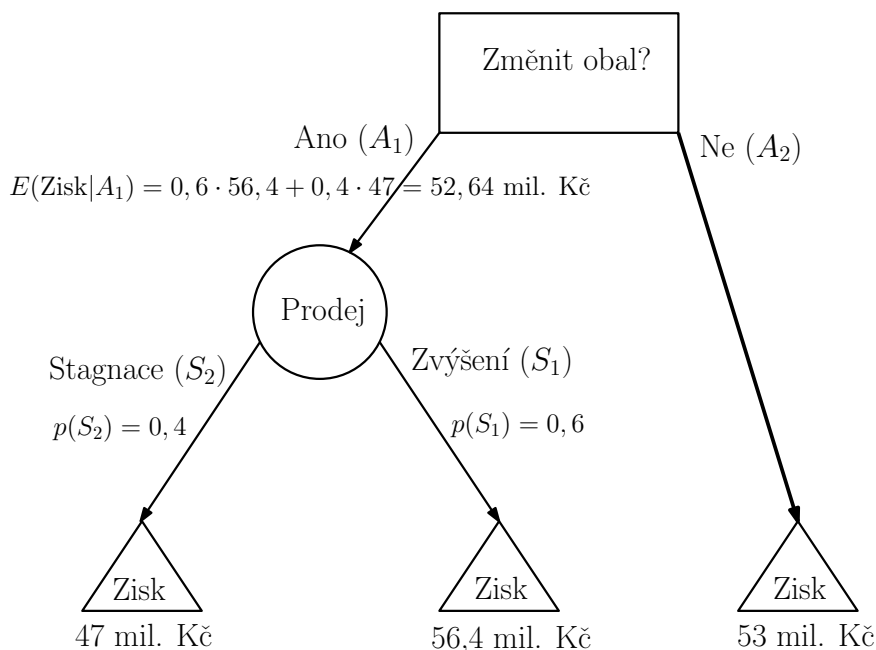 Změnit obal?
Ano (A₁)
Ne (A₂)
E(Zisk|A₁) = 0, 6 · 56, 4 + 0, 4 · 47 = 52, 64 mil. Kč
Prodej
Stagnace (S₂)
Zvýšení (S₁)
p(S₂) = 0, 4
p(S₁) = 0, 6
Zisk
Zisk
Zisk
47 mil. Kč
56,4 mil. Kč
53 mil. Kč